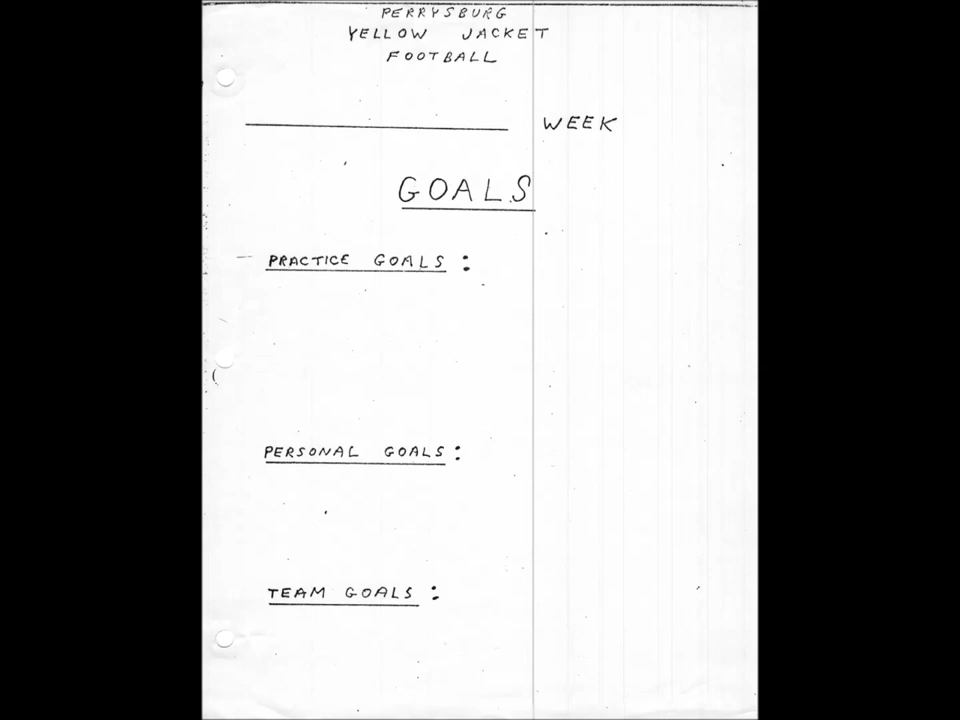 PERRYSBURG
YELLOW JACKET
FOOTBALL
WEEK
GOALS
PRACTICE GOALS :
PERSONAL GOALS :
TEAM GOALS :